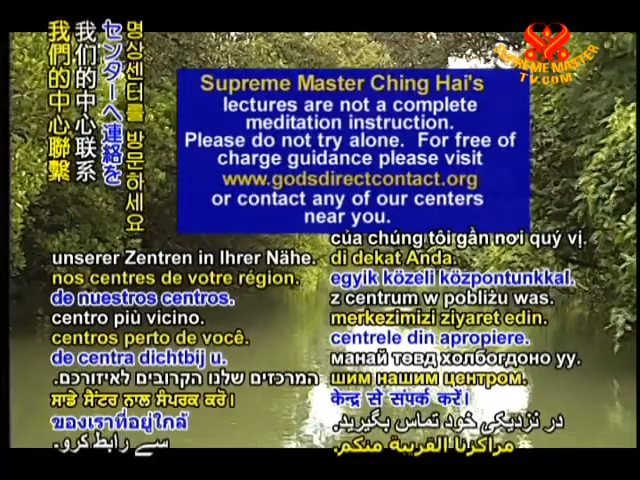 SUPREME MASTER
TV.COM
我們的中心聯繫
我们的中心联系
センターへ連絡を
명상센터를 방문하세요
Supreme Master Ching Hai's
lectures are not a complete
meditation instruction.
Please do not try alone. For free of
charge guidance please visit
www.godsdirectcontact.org
or contact any of our centers
near you.
unserer Zentren in Ihrer Nähe.
nos centres de votre région.
de nuestros centros.
centro più vicino.
centros perto de você.
de centra dichtbij u.
המרכזים שלנו הקרובים לאיזורכם.
ਸਾਡੇ ਸੈਂਟਰ ਨਾਲ ਸੰਪਰਕ ਕਰੋ।
ของเราที่อยู่ใกล้
سے رابط کرو.
của chúng tôi gần nơi quý vị.
di dekat Anda.
egyik közeli központunkkal.
z centrum w pobliżu was.
merkezimizi ziyaret edin.
centrele din apropiere.
манай төвд холбогдоно уу.
шим нашим центром.
केन्द्र से संपर्क करें।
در نزدیکی خود تماس بگیرید.
مراكزنا القريبة منكم.